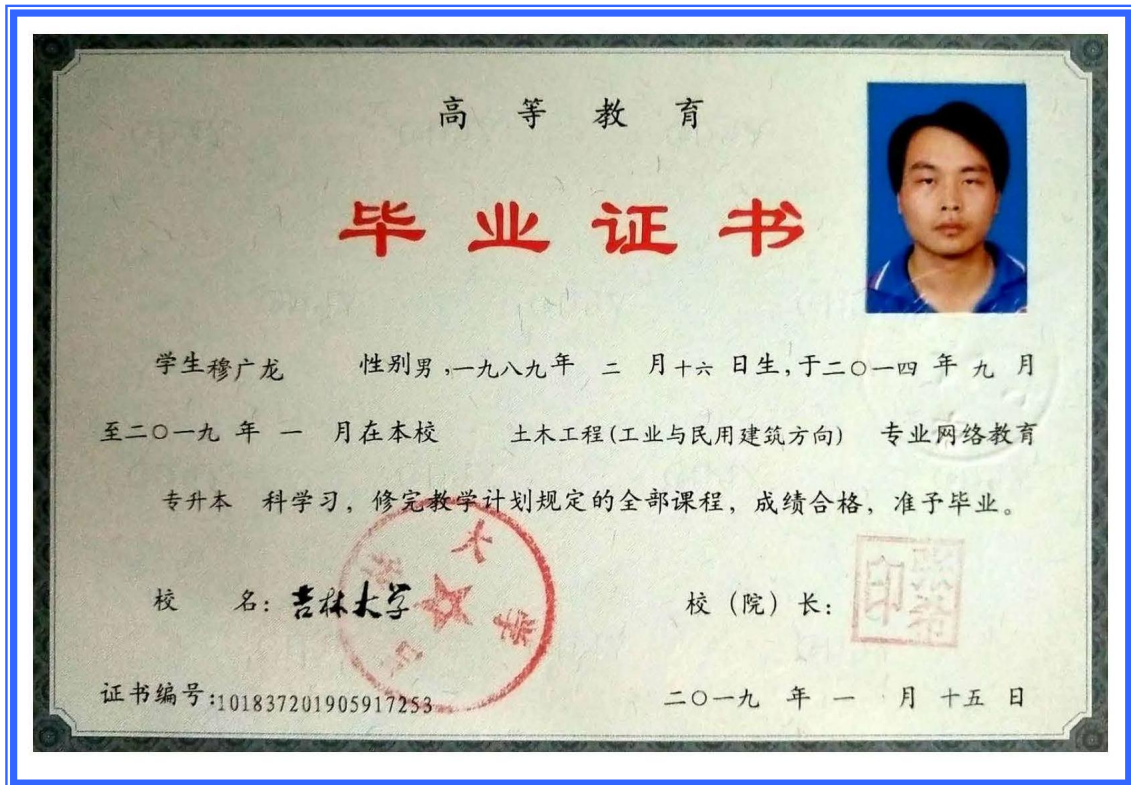 高等教育
毕业证书
学生穆广龙 性别男,一九八九年 二 月十六 日生,于二〇一四 年 九 月
至二〇一九 年 一 月在本校 土木工程(工业与民用建筑方向) 专业网络教育
专升本 科学习，修完教学计划规定的全部课程，成绩合格，准予毕业。
校 名：吉林大学 校（院）长：
证书编号:101837201905917253 二〇一九 年 一 月 十五 日